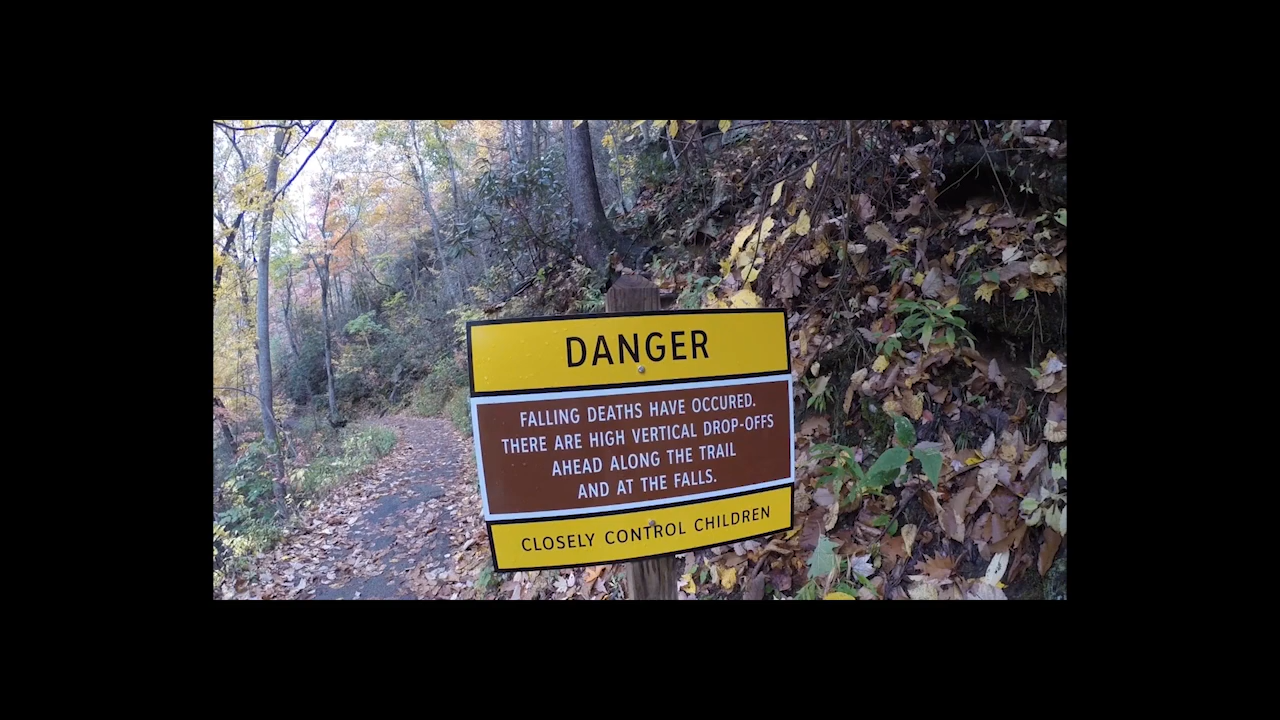 DANGER
FALLING DEATHS HAVE OCCURED.
THERE ARE HIGH VERTICAL DROP-OFFS
AHEAD ALONG THE TRAIL
AND AT THE FALLS.
CLOSELY CONTROL CHILDREN